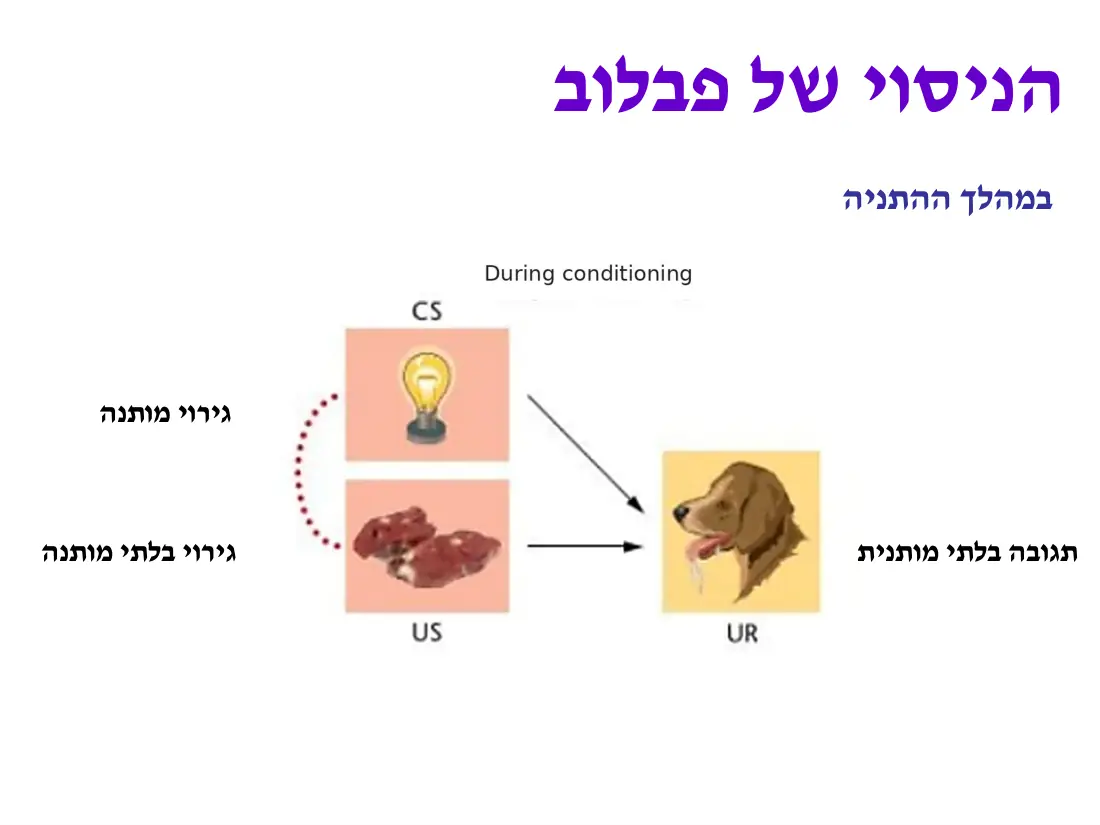 הניסוי של פבלוב
במהלך ההתניה
During conditioning
CS
גירוי מותנה
גירוי בלתי מותנה
תגובה בלתי מותנית
US
UR